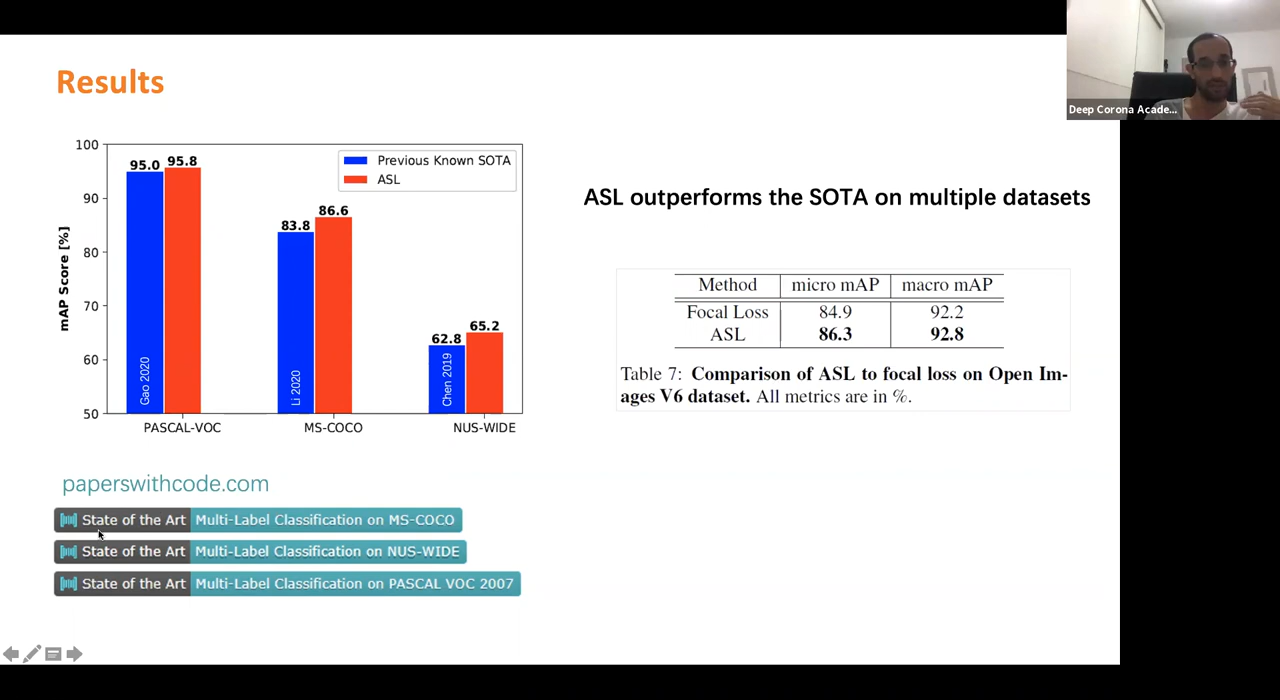 Deep Corona Acade...
Results
100
90
80
70
60
50
mAP Score [%]
95.0
95.8
83.8
86.6
62.8
65.2
Previous Known SOTA
ASL
Gao 2020
Li 2020
Chen 2019
PASCAL-VOC
MS-COCO
NUS-WIDE
ASL outperforms the SOTA on multiple datasets
Method micro mAP macro mAP
Focal Loss 84.9 92.2
ASL 86.3 92.8
Table 7: Comparison of ASL to focal loss on Open Im-
ages V6 dataset. All metrics are in %.
paperswithcode.com
State of the Art Multi-Label Classification on MS-COCO
State of the Art Multi-Label Classification on NUS-WIDE
State of the Art Multi-Label Classification on PASCAL VOC 2007